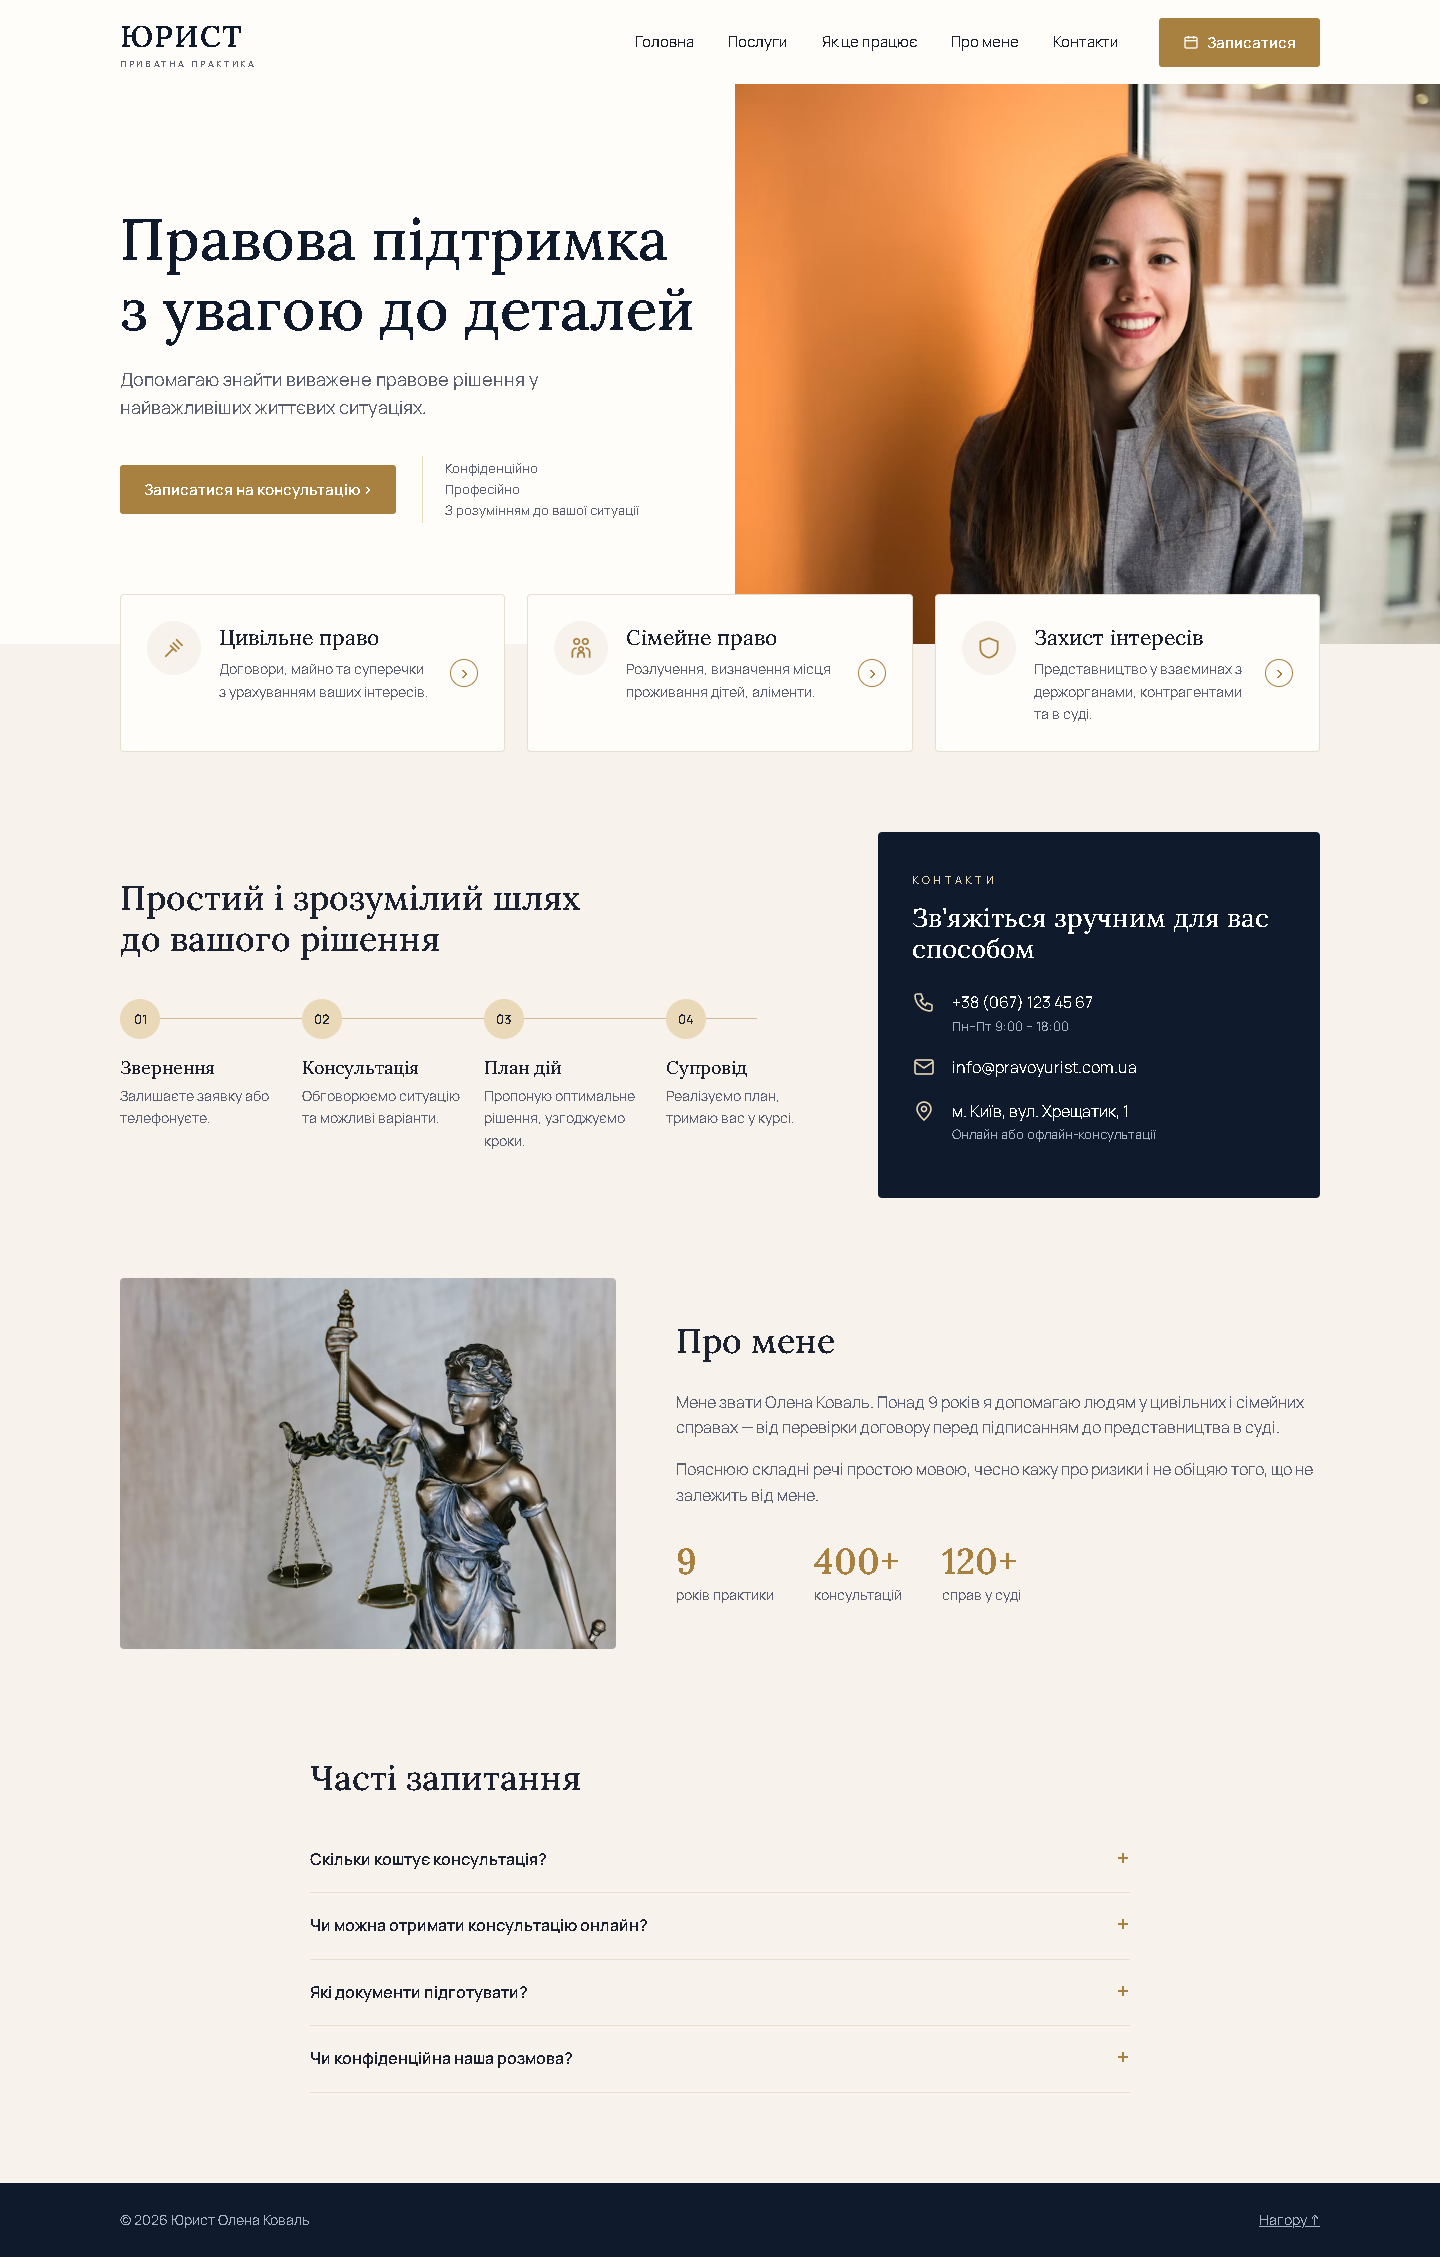 ЮРИСТ
ПРИВАТНА ПРАКТИКА
Головна
Послуги
Як це працює
Про мене
Контакти
Записатися
Правова підтримка
з увагою до деталей
Допомагаю знайти виважене правове рішення у
найважливіших життєвих ситуаціях.
Записатися на консультацію ›
Конфіденційно
Професійно
З розумінням до вашої ситуації
Цивільне право
Договори, майно та суперечки
з урахуванням ваших інтересів.
Сімейне право
Розлучення, визначення місця
проживання дітей, аліменти.
Захист інтересів
Представництво у взаєминах з
держорганами, контрагентами
та в суді.
Простий і зрозумілий шлях
до вашого рішення
01
Звернення
Залишаєте заявку або
телефонуєте.
02
Консультація
Обговорюємо ситуацію
та можливі варіанти.
03
План дій
Пропоную оптимальне
рішення, узгоджуємо
кроки.
04
Супровід
Реалізуємо план,
тримаю вас у курсі.
КОНТАКТИ
Зв'яжіться зручним для вас
способом
+38 (067) 123 45 67
Пн–Пт 9:00 – 18:00
info@pravoyurist.com.ua
м. Київ, вул. Хрещатик, 1
Онлайн або офлайн-консультації
Про мене
Мене звати Олена Коваль. Понад 9 років я допомагаю людям у цивільних і сімейних
справах — від перевірки договору перед підписанням до представництва в суді.
Пояснюю складні речі простою мовою, чесно кажу про ризики і не обіцяю того, що не
залежить від мене.
9
років практики
400+
консультацій
120+
справ у суді
Часті запитання
Скільки коштує консультація? +
Чи можна отримати консультацію онлайн? +
Які документи підготувати? +
Чи конфіденційна наша розмова? +
© 2026 Юрист Олена Коваль
Нагору ↑